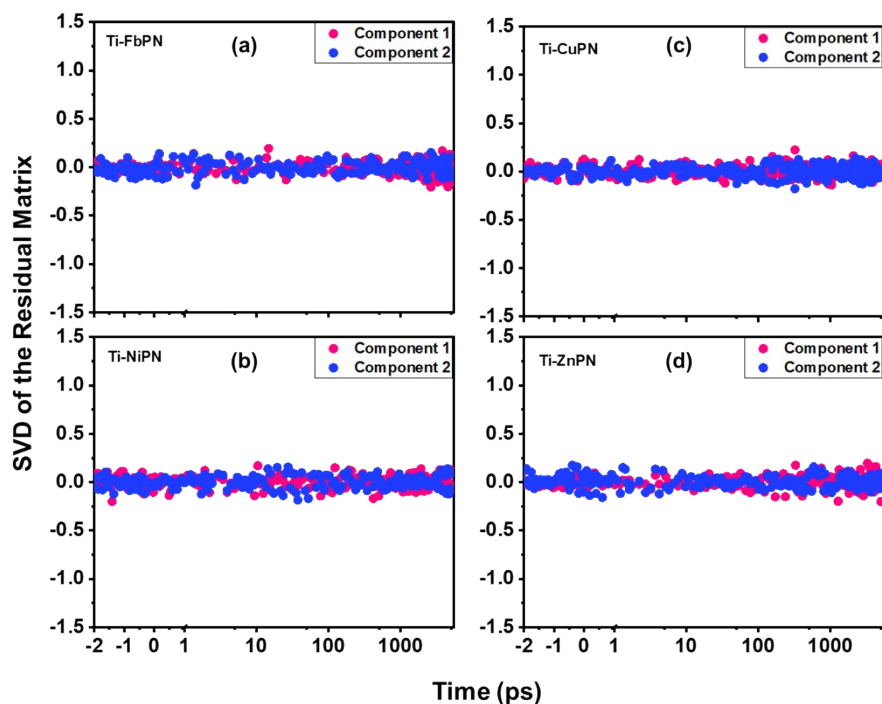 SVD of the Residual Matrix
Ti-FbPN
(a)
Component 1
Component 2
1.5
1.0
0.5
0.0
-0.5
-1.0
-1.5
Ti-CuPN
(c)
Component 1
Component 2
1.5
1.0
0.5
0.0
-0.5
-1.0
-1.5
Ti-NiPN
(b)
Component 1
Component 2
1.5
1.0
0.5
0.0
-0.5
-1.0
-1.5
-2 -1 0 1 10 100 1000
Ti-ZnPN
(d)
Component 1
Component 2
1.5
1.0
0.5
0.0
-0.5
-1.0
-1.5
-2 -1 0 1 10 100 1000
Time (ps)